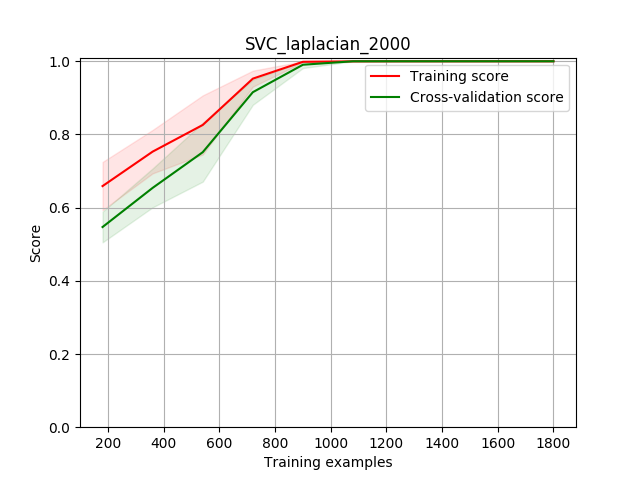 SVC_laplacian_2000
1.0
Training score
Cross-validation score
0.8
0.6
Score
0.4
0.2
0.0
200 400 600 800 1000 1200 1400 1600 1800
Training examples